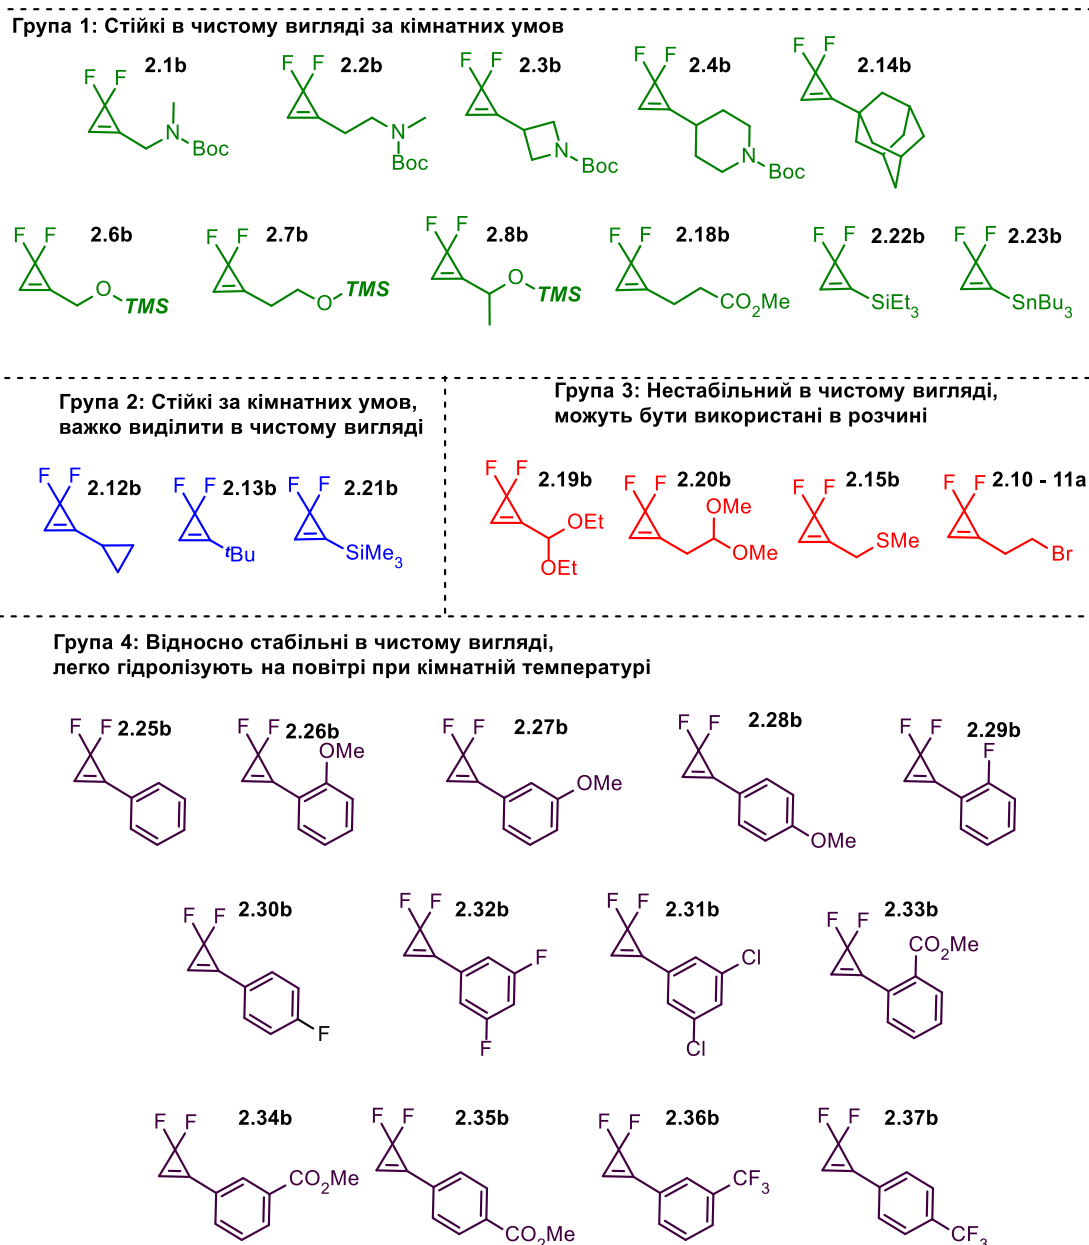 Група 1: Стійкі в чистому вигляді за кімнатних умов
2.1b 2.2b 2.3b 2.4b 2.14b
F F F F F F F F F F
N Boc N Boc N Boc N Boc
2.6b 2.7b 2.8b 2.18b 2.22b 2.23b
F F F F F F F F F F F F
O TMS O TMS O TMS CO2Me SiEt3 SnBu3
Група 2: Стійкі за кімнатних умов,
важко виділити в чистому вигляді
Група 3: Нестабільний в чистому вигляді,
можуть бути використані в розчині
2.12b 2.13b 2.21b
F F F F F F
tBu SiMe3
2.19b 2.20b 2.15b 2.10 - 11a
F F F F F F F F
OEt OEt OMe OMe SMe Br
Група 4: Відносно стабільні в чистому вигляді,
легко гідролізують на повітрі при кімнатній температурі
2.25b 2.26b 2.27b 2.28b 2.29b
F F F F F F F F F F
OMe OMe OMe F
2.30b 2.32b 2.31b 2.33b
F F F F F F F F
F F F Cl Cl CO2Me
2.34b 2.35b 2.36b 2.37b
F F F F F F F F
CO2Me CO2Me CF3 CF3